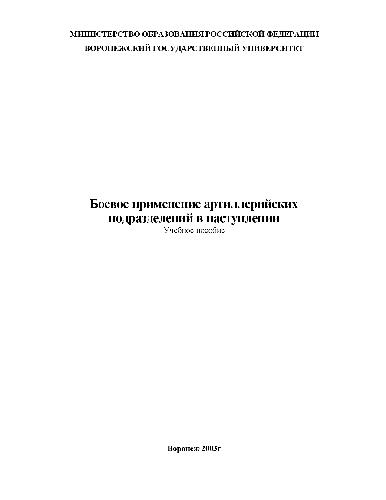 МИНИСТЕРСТВО ОБРАЗОВАНИЯ РОССИЙСКОЙ ФЕДЕРАЦИИ
ВОРОНЕЖСКИЙ ГОСУДАРСТВЕННЫЙ УНИВЕРСИТЕТ
Боевое применение артиллерийских
подразделений в наступлении
Учебное пособие
Воронеж 2003г